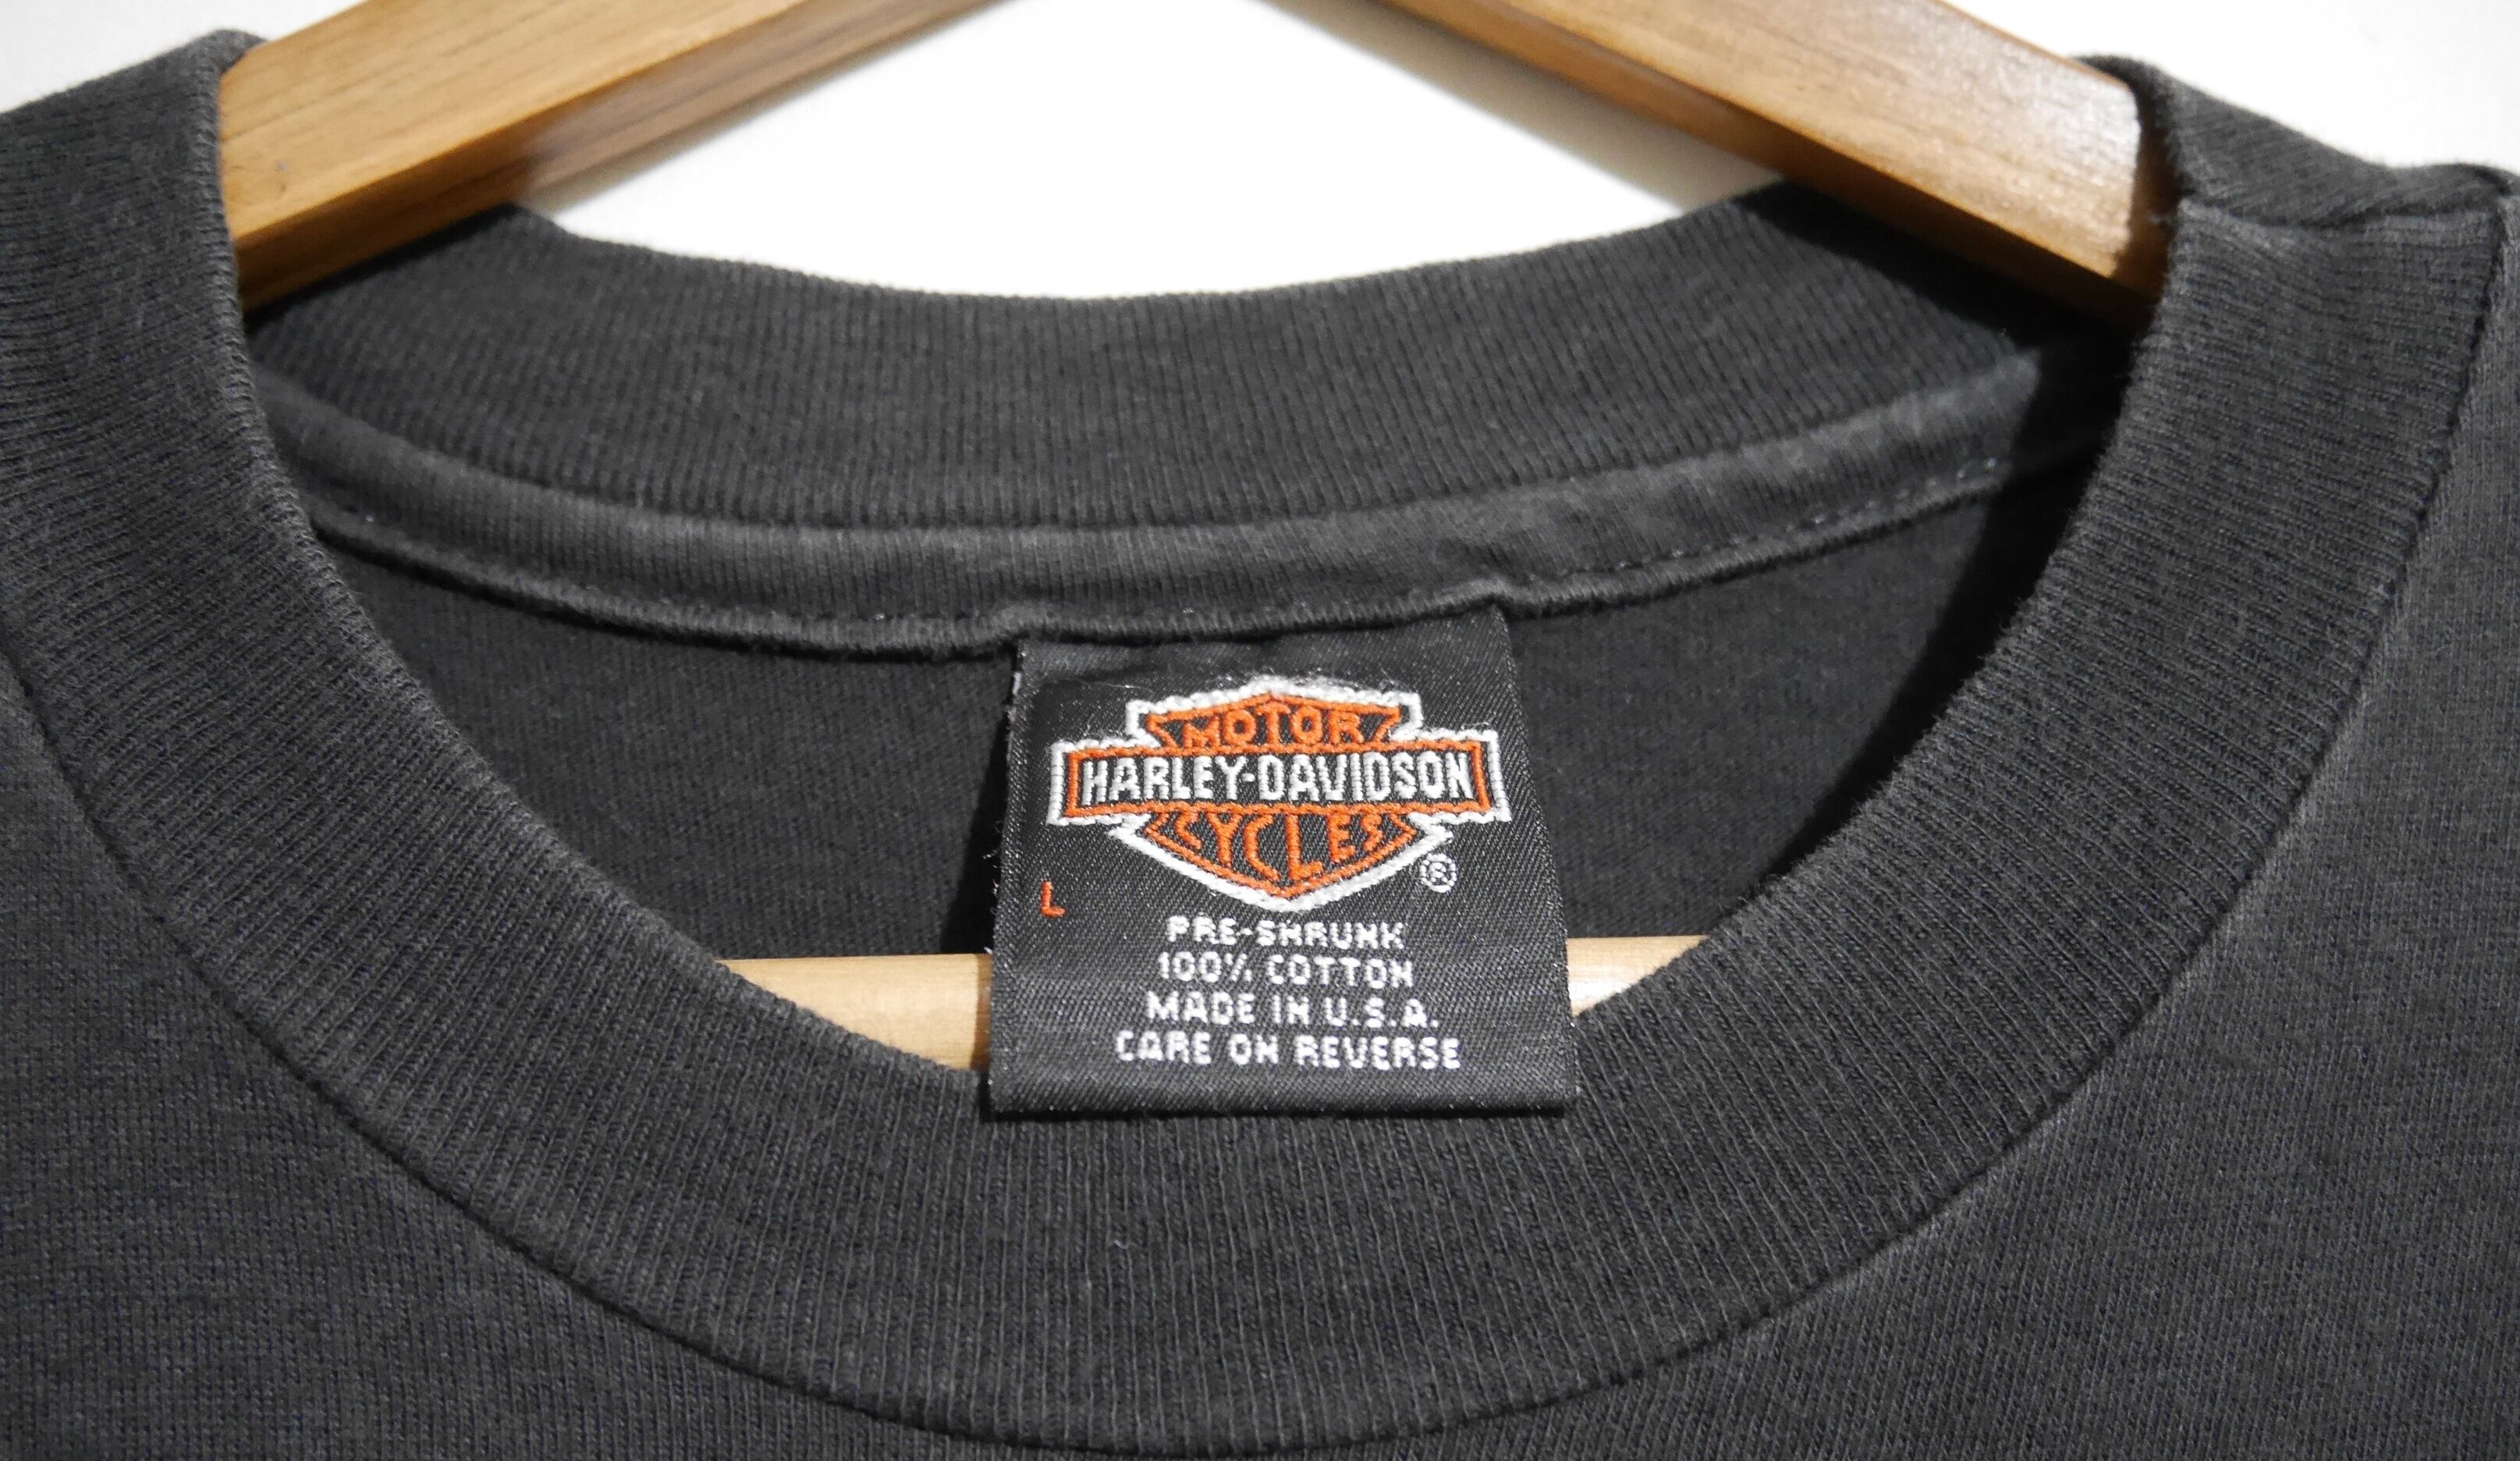 MOTOR
HARLEY-DAVIDSON
CYCLES
®
L
PRE-SHRUNK
100% COTTON
MADE IN U.S.A.
CARE ON REVERSE